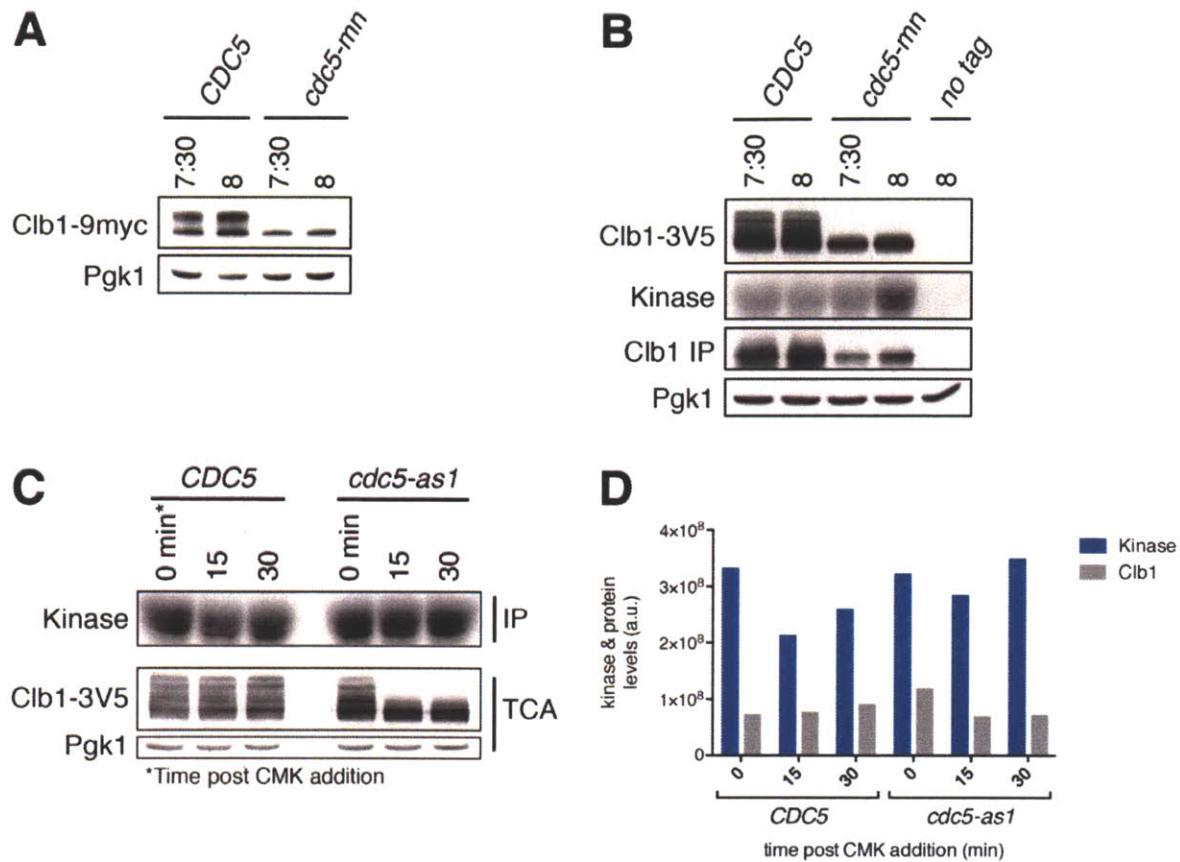 A
CDC5 cdc5-mn
7:30 8 7:30 8
Clb1-9myc
Pgk1
B
CDC5 cdc5-mn no tag
7:30 8 7:30 8 8
Clb1-3V5
Kinase
Clb1 IP
Pgk1
C
CDC5 cdc5-as1
0 min* 15 30 0 min 15 30
Kinase IP
Clb1-3V5 TCA
Pgk1
*Time post CMK addition
D
kinase & protein
levels (a.u.)
4×10⁸
3×10⁸
2×10⁸
1×10⁸
0
Kinase
Clb1
0 15 30 0 15 30
CDC5 cdc5-as1
time post CMK addition (min)